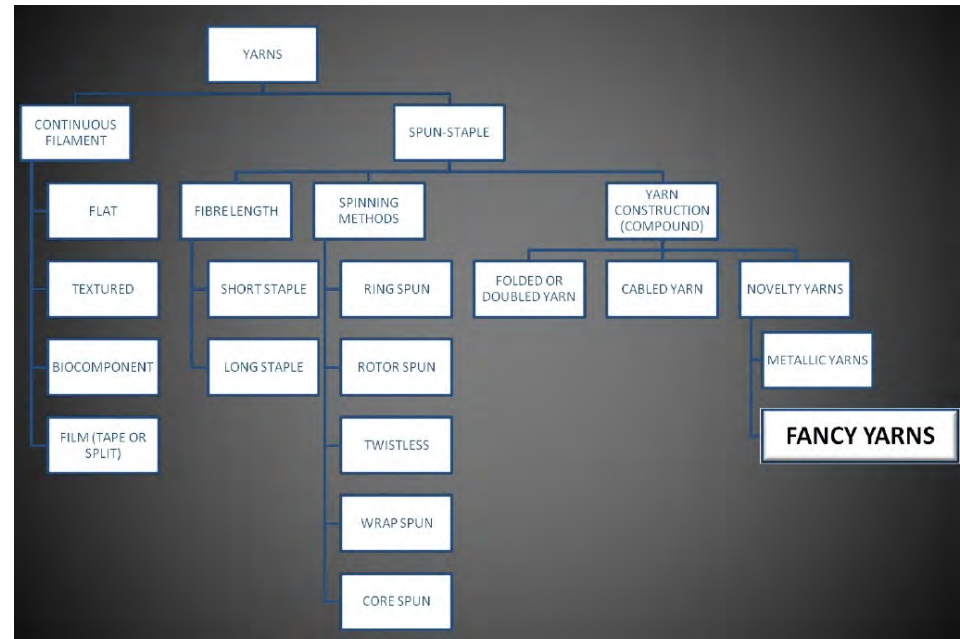 YARNS
CONTINUOUS
FILAMENT
SPUN-STAPLE
FLAT
FIBRE LENGTH
SPINNING
METHODS
YARN
CONSTRUCTION
(COMPOUND)
TEXTURED
SHORT STAPLE
RING SPUN
FOLDED OR
DOUBLED YARN
CABLED YARN
NOVELTY YARNS
BIOCOMPONENT
LONG STAPLE
ROTOR SPUN
METALLIC YARNS
FILM (TAPE OR
SPLIT)
TWISTLESS
FANCY YARNS
WRAP SPUN
CORE SPUN